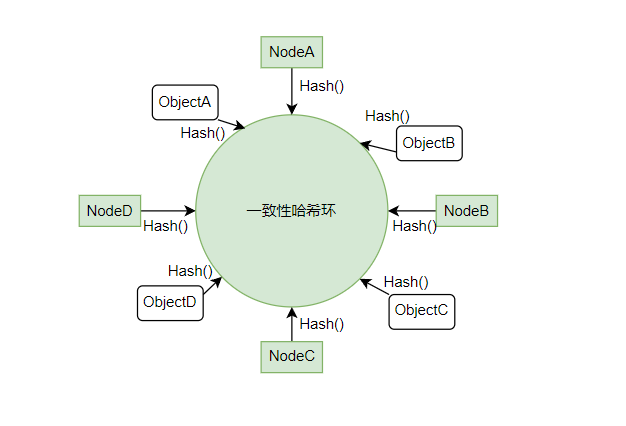 NodeA
Hash()
ObjectA
Hash()
Hash()
ObjectB
一致性哈希环
NodeD
Hash()
NodeB
Hash()
Hash()
ObjectD
Hash()
ObjectC
Hash()
NodeC